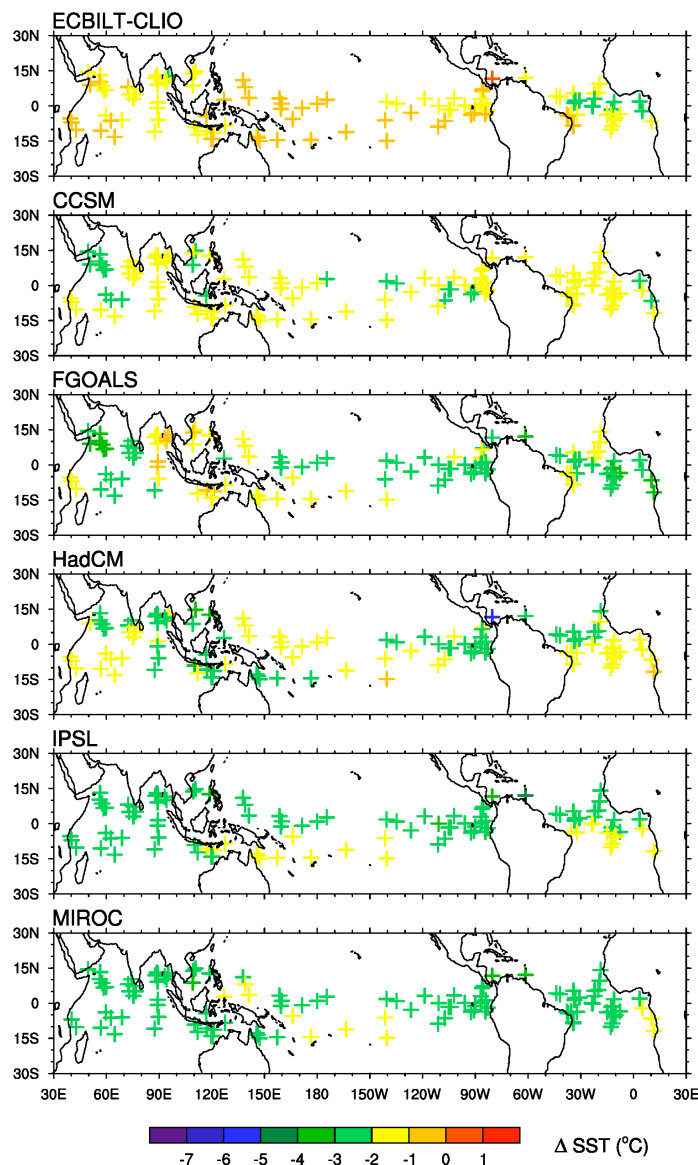 ECBILT-CLIO
30N
15N
0
15S
30S
CCSM
30N
15N
0
15S
30S
FGOALS
30N
15N
0
15S
30S
HadCM
30N
15N
0
15S
30S
IPSL
30N
15N
0
15S
30S
MIROC
30N
15N
0
15S
30S
30E 60E 90E 120E 150E 180 150W 120W 90W 60W 30W 0 30E
-7 -6 -5 -4 -3 -2 -1 0 1
Δ SST (°C)